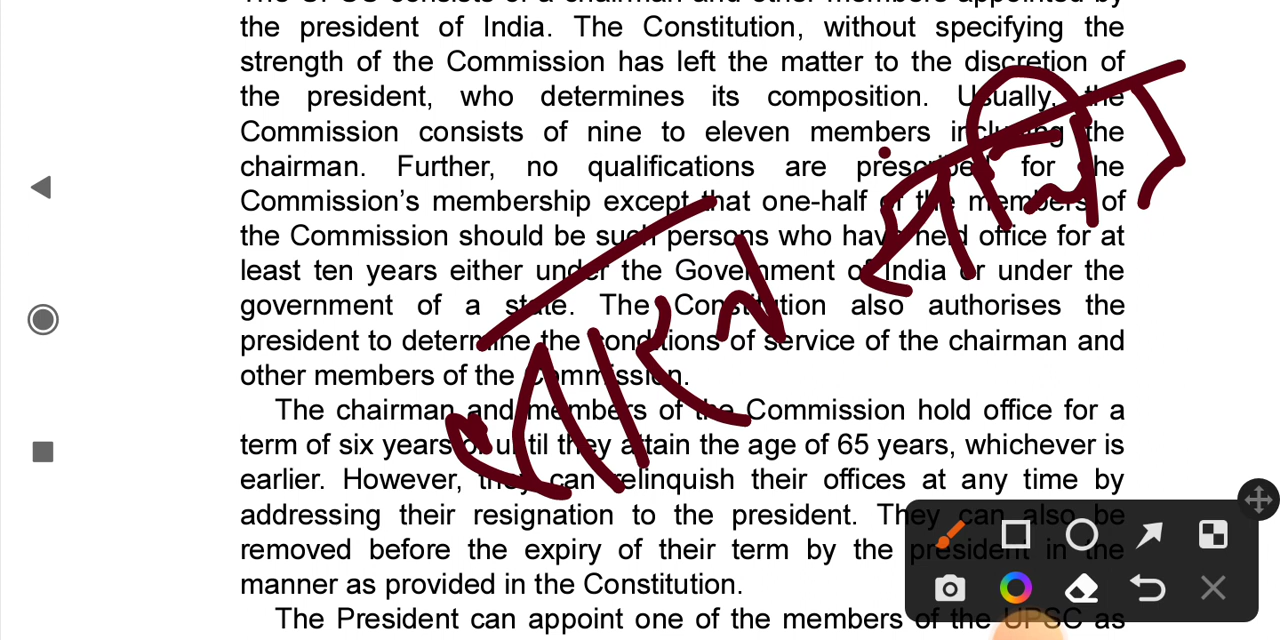 the president of India. The Constitution, without specifying the
strength of the Commission has left the matter to the discretion of
the president, who determines its composition. Usually, the
Commission consists of nine to eleven members including the
chairman. Further, no qualifications are prescribed for the
Commission’s membership except that one-half of the members of
the Commission should be such persons who have held office for at
least ten years either under the Government of India or under the
government of a state. The Constitution also authorises the
president to determine the conditions of service of the chairman and
other members of the Commission.
The chairman and members of the Commission hold office for a
term of six years or until they attain the age of 65 years, whichever is
earlier. However, they can relinquish their offices at any time by
addressing their resignation to the president. They can also be
removed before the expiry of their term by the president in the
manner as provided in the Constitution.
The President can appoint one of the members of the UPSC as